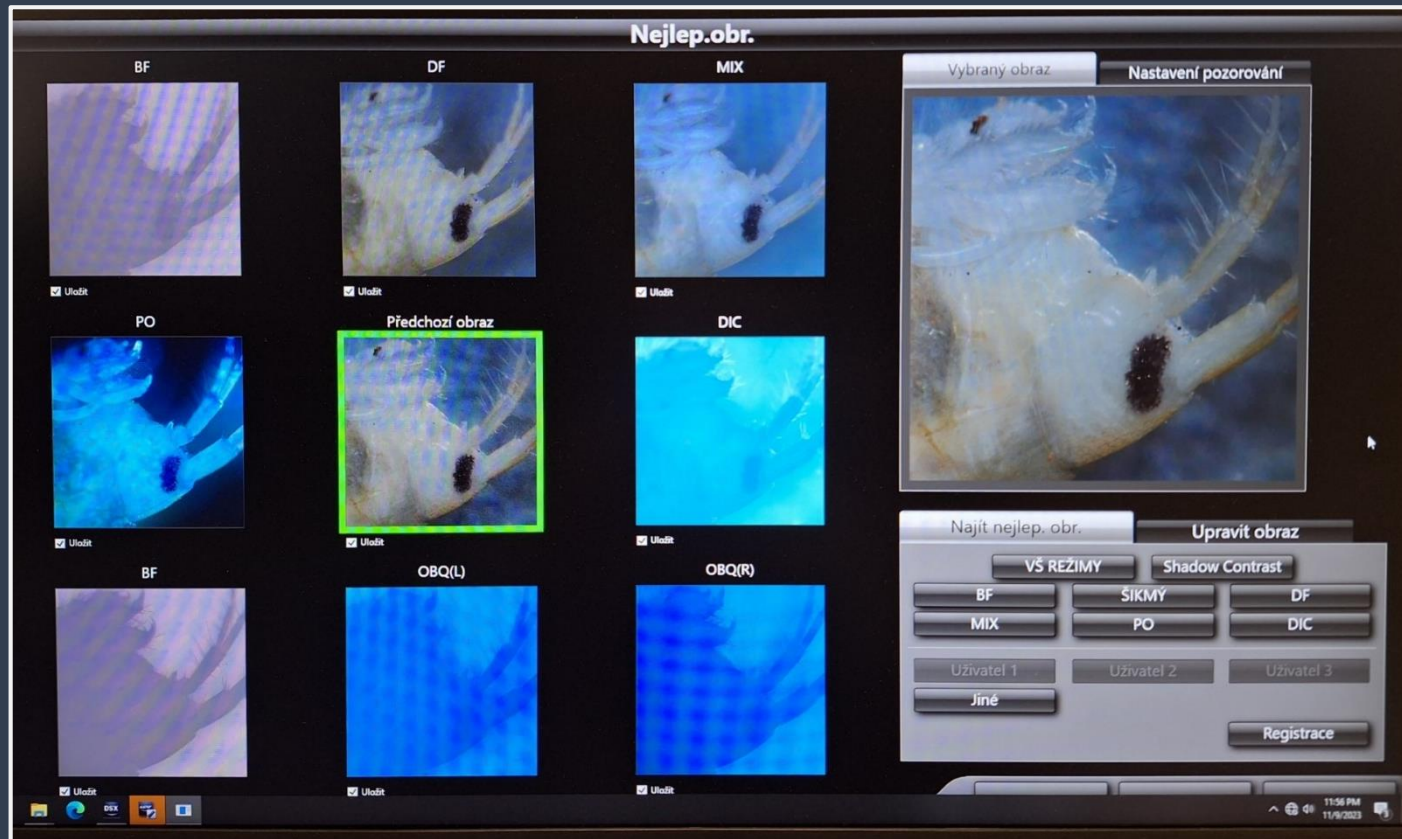 Nejlep.obr.
BF
DF
MIX
Uložit
Uložit
Uložit
PO
Předchozí obraz
DIC
Uložit
Uložit
Uložit
BF
OBQ(L)
OBQ(R)
Uložit
Uložit
Uložit
Vybraný obraz
Nastavení pozorování
Najít nejlep. obr.
Upravit obraz
VŠ REŽIMY
Shadow Contrast
BF
ŠIKMÝ
DF
MIX
PO
DIC
Uživatel 1
Uživatel 2
Uživatel 3
Jiné
Registrace
DSX
11:56 PM
11/9/2023